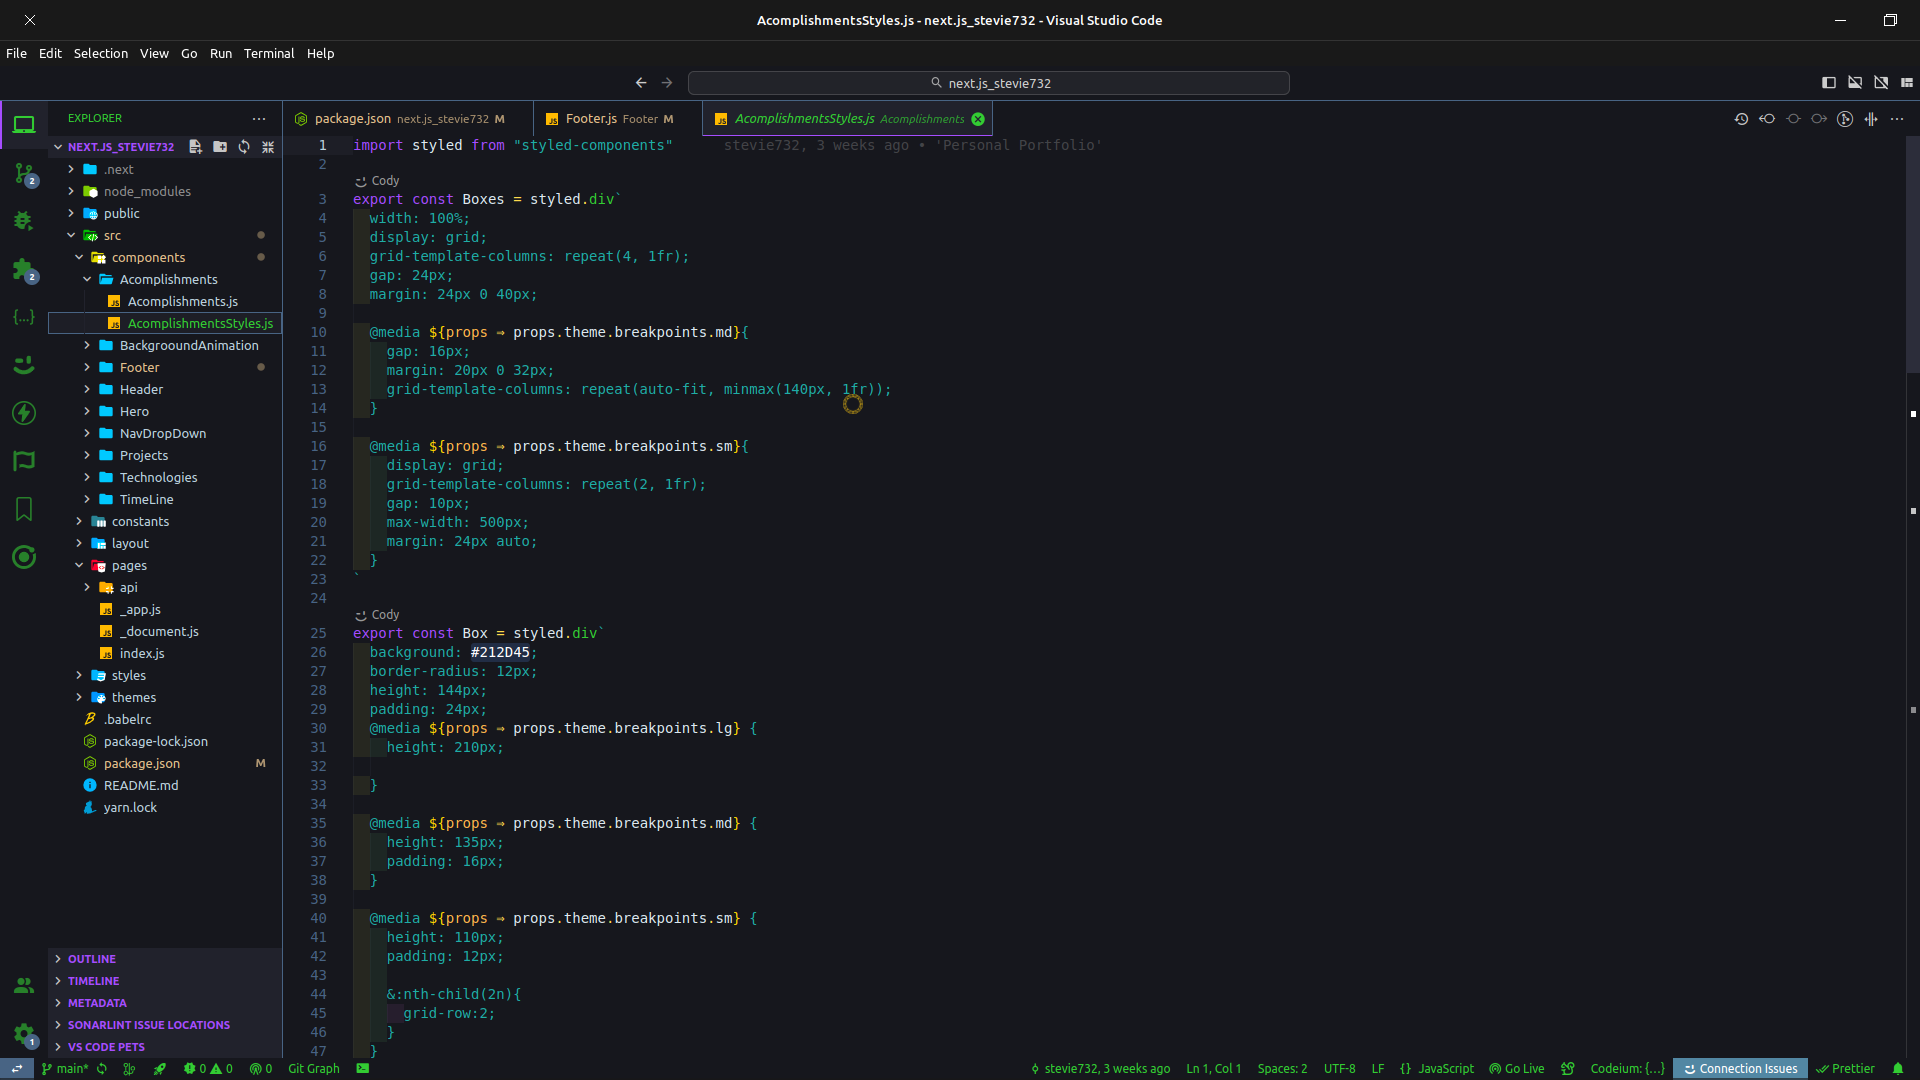 AcomplishmentsStyles.js - next.js_stevie732 - Visual Studio Code
File Edit Selection View Go Run Terminal Help
next.js_stevie732
EXPLORER
NEXT.JS_STEVIE732
.next
node_modules
public
src
components
Acomplishments
Acomplishments.js
AcomplishmentsStyles.js
BackgrooundAnimation
Footer
Header
Hero
NavDropDown
Projects
Technologies
TimeLine
constants
layout
pages
api
_app.js
_document.js
index.js
styles
themes
.babelrc
package-lock.json
package.json M
README.md
yarn.lock
OUTLINE
TIMELINE
METADATA
SONARLINT ISSUE LOCATIONS
VS CODE PETS
2
2
1
package.json next.js_stevie732 M Footer.js Footer M AcomplishmentsStyles.js Acomplishments
1 import styled from "styled-components" stevie732, 3 weeks ago • 'Personal Portfolio'
2
Cody
3 export const Boxes = styled.div`
4 width: 100%;
5 display: grid;
6 grid-template-columns: repeat(4, 1fr);
7 gap: 24px;
8 margin: 24px 0 40px;
9
10 @media ${props ⇒ props.theme.breakpoints.md}{
11 gap: 16px;
12 margin: 20px 0 32px;
13 grid-template-columns: repeat(auto-fit, minmax(140px, 1fr));
14 }
15
16 @media ${props ⇒ props.theme.breakpoints.sm}{
17 display: grid;
18 grid-template-columns: repeat(2, 1fr);
19 gap: 10px;
20 max-width: 500px;
21 margin: 24px auto;
22 }
23 `
24
Cody
25 export const Box = styled.div`
26 background: #212D45;
27 border-radius: 12px;
28 height: 144px;
29 padding: 24px;
30 @media ${props ⇒ props.theme.breakpoints.lg} {
31 height: 210px;
32
33 }
34
35 @media ${props ⇒ props.theme.breakpoints.md} {
36 height: 135px;
37 padding: 16px;
38 }
39
40 @media ${props ⇒ props.theme.breakpoints.sm} {
41 height: 110px;
42 padding: 12px;
43
44 &:nth-child(2n){
45 grid-row:2;
46 }
47 }
main* 0 0 0 Git Graph stevie732, 3 weeks ago Ln 1, Col 1 Spaces: 2 UTF-8 LF {} JavaScript Go Live Codeium: {...} Connection Issues Prettier